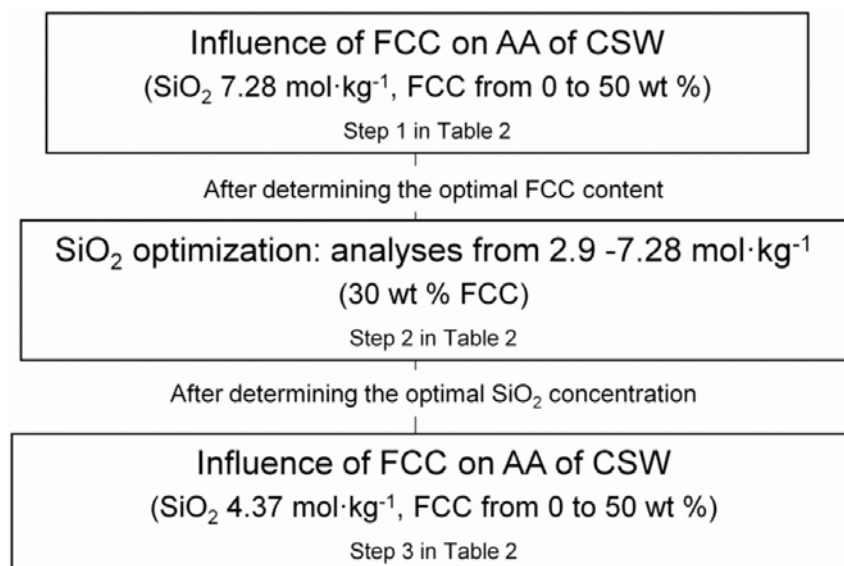 Influence of FCC on AA of CSW
(SiO₂ 7.28 mol·kg⁻¹, FCC from 0 to 50 wt %)
Step 1 in Table 2
After determining the optimal FCC content
SiO₂ optimization: analyses from 2.9 -7.28 mol·kg⁻¹
(30 wt % FCC)
Step 2 in Table 2
After determining the optimal SiO₂ concentration
Influence of FCC on AA of CSW
(SiO₂ 4.37 mol·kg⁻¹, FCC from 0 to 50 wt %)
Step 3 in Table 2